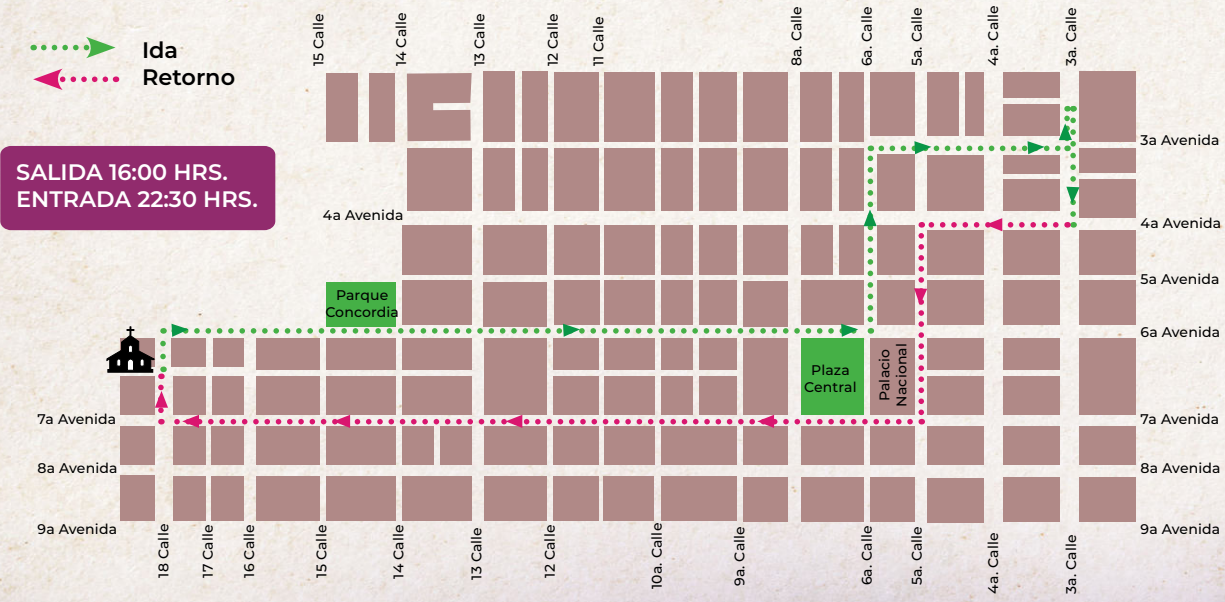 15 Calle
14 Calle
13 Calle
12 Calle
11 Calle
8a. Calle
6a. Calle
5a. Calle
4a. Calle
3a. Calle
Ida
Retorno
SALIDA 16:00 HRS.
ENTRADA 22:30 HRS.
3a Avenida
4a Avenida
4a Avenida
5a Avenida
Parque
Concordia
6a Avenida
Plaza
Central
Palacio
Nacional
7a Avenida
7a Avenida
8a Avenida
8a Avenida
9a Avenida
9a Avenida
18 Calle
17 Calle
16 Calle
15 Calle
14 Calle
13 Calle
12 Calle
10a. Calle
9a. Calle
6a. Calle
5a. Calle
4a. Calle
3a. Calle